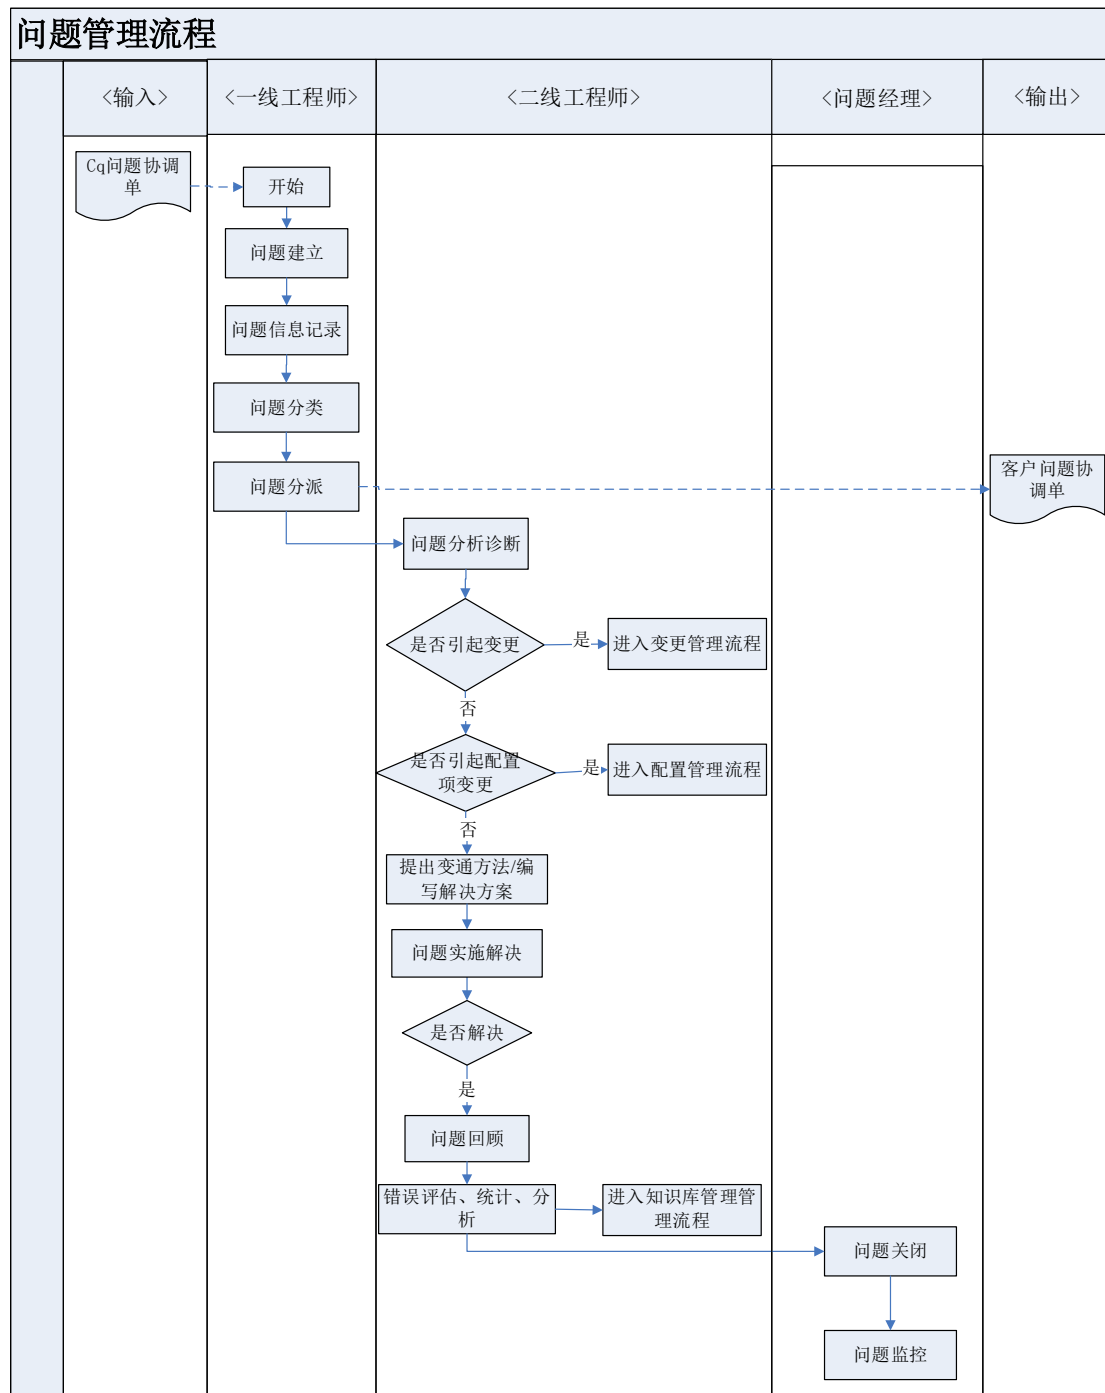 问题管理流程
<输入>
<一线工程师>
<二线工程师>
<问题经理>
<输出>
Cq问题协调
单
开始
问题建立
问题信息记录
问题分类
问题分派
客户问题协
调单
问题分析诊断
是否引起变更
是
进入变更管理流程
否
是否引起配置
项变更
是
进入配置管理流程
否
提出变通方法/编
写解决方案
问题实施解决
是否解决
是
问题回顾
错误评估、统计、分
析
进入知识库管理管
理流程
问题关闭
问题监控